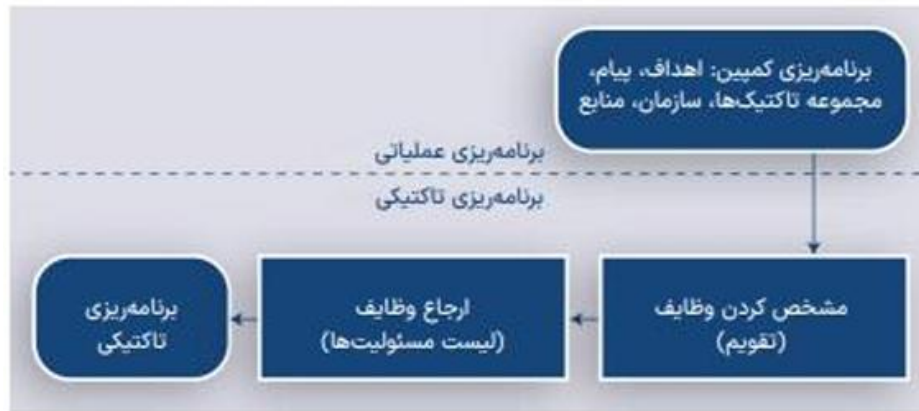 برنامه‌ریزی کمپین: اهداف، پیام،
مجموعه تاکتیک‌ها، سازمان، منابع
برنامه‌ریزی عملیاتی
برنامه‌ریزی تاکتیکی
مشخص کردن وظایف
(تقویم)
ارجاع وظایف
(لیست مسئولیت‌ها)
برنامه‌ریزی
تاکتیکی